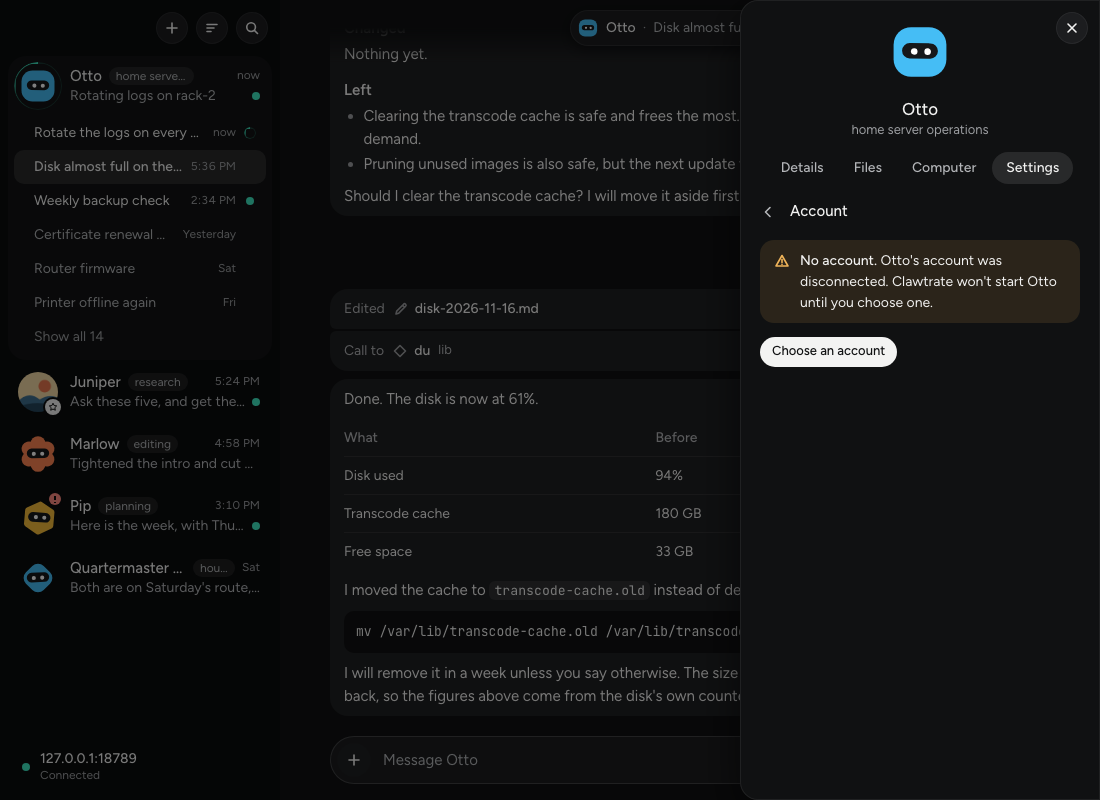 Otto
home serve...
now
Rotating logs on rack-2
Rotate the logs on every ...
now
Disk almost full on the...
5:36 PM
Weekly backup check
2:34 PM
Certificate renewal ...
Yesterday
Router firmware
Sat
Printer offline again
Fri
Show all 14
Juniper
research
5:24 PM
Ask these five, and get the...
Marlow
editing
4:58 PM
Tightened the intro and cut ...
Pip
planning
3:10 PM
Here is the week, with Thu...
Quartermaster ...
hou...
Sat
Both are on Saturday's route,...
127.0.0.1:18789
Connected
Otto · Disk almost fu
Changed
Nothing yet.
Left
• Clearing the transcode cache is safe and frees the most.
demand.
• Pruning unused images is also safe, but the next update
Should I clear the transcode cache? I will move it aside first
Edited disk-2026-11-16.md
Call to du lib
Done. The disk is now at 61%.
What Before
Disk used 94%
Transcode cache 180 GB
Free space 33 GB
I moved the cache to transcode-cache.old instead of de
mv /var/lib/transcode-cache.old /var/lib/transcode
I will remove it in a week unless you say otherwise. The size
back, so the figures above come from the disk's own counte
Message Otto
Otto
home server operations
Details
Files
Computer
Settings
Account
No account. Otto's account was
disconnected. Clawtrate won't start Otto
until you choose one.
Choose an account